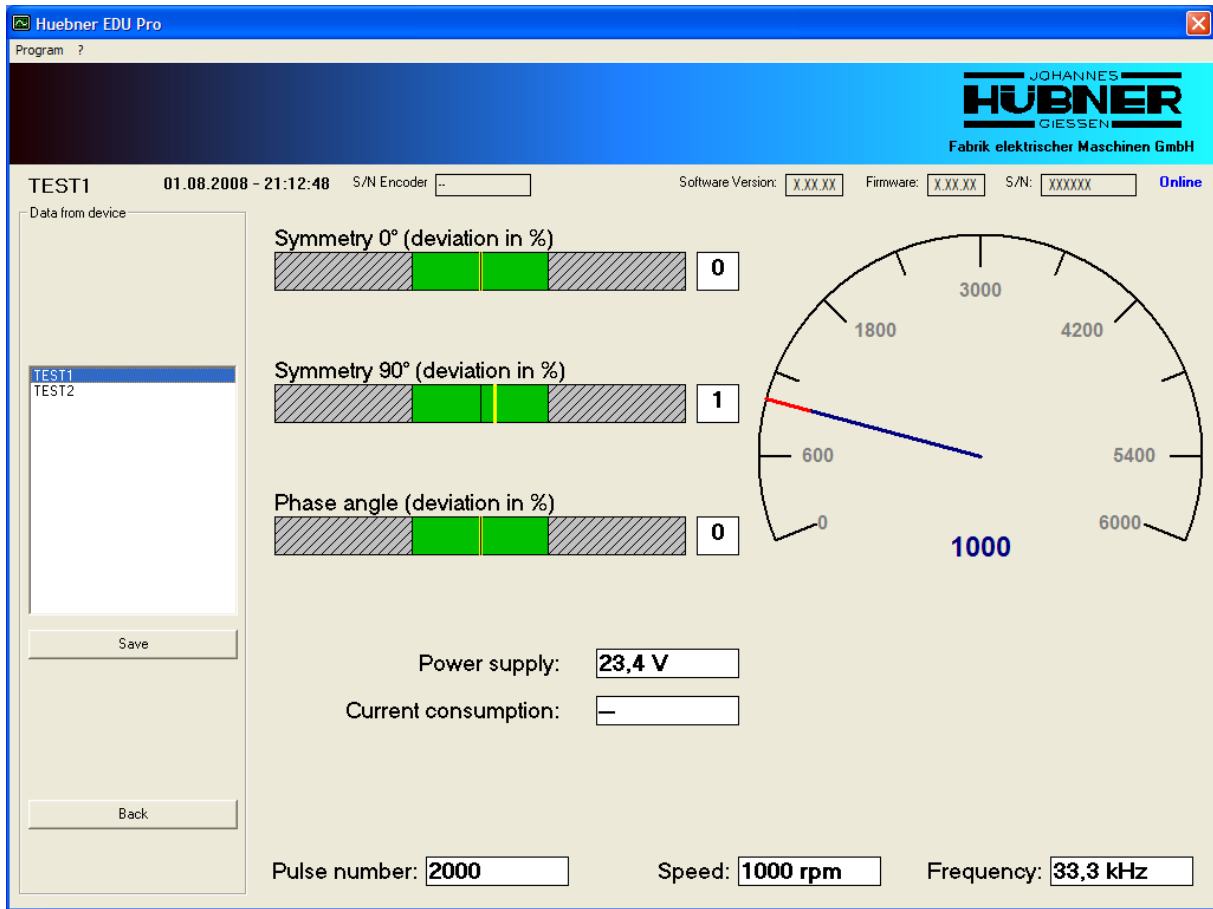 Huebner EDU Pro
Program ?
JOHANNES
HÜBNER
GIESSEN
Fabrik elektrischer Maschinen GmbH
TEST1 01.08.2008 - 21:12:48 S/N Encoder -- Software Version: X.XX.XX Firmware: X.XX.XX S/N: XXXXXX Online
Data from device
TEST1
TEST2
Save
Back
Symmetry 0° (deviation in %)
0
Symmetry 90° (deviation in %)
1
Phase angle (deviation in %)
0
3000
1800 4200
600 5400
0 6000
1000
Power supply: 23,4 V
Current consumption: —
Pulse number: 2000 Speed: 1000 rpm Frequency: 33,3 kHz